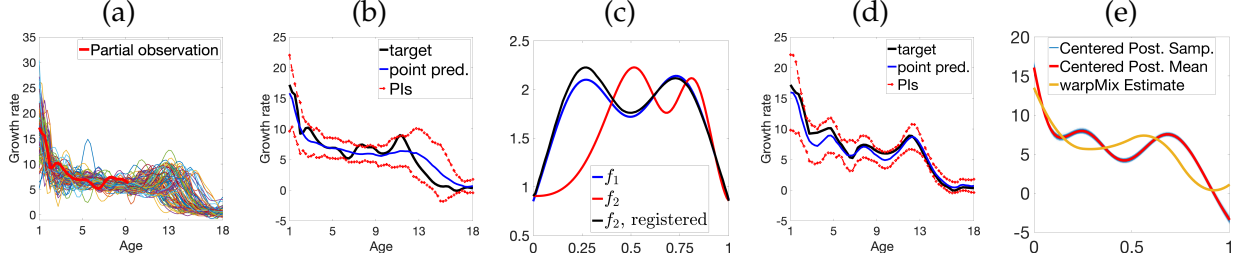 (a)
35
30
25
20
15
10
5
0
Growth rate
Partial observation
1
5
9
13
18
Age
(b)
25
20
15
10
5
0
-5
Growth rate
target
point pred.
PIs
1
5
9
13
18
Age
(c)
2.5
2
1.5
1
0.5
f₁
f₂
f₂, registered
0
0.25
0.5
0.75
1
(d)
25
20
15
10
5
0
-5
Growth rate
target
point pred.
PIs
1
5
9
13
18
Age
(e)
20
15
10
5
0
-5
Centered Post. Samp.
Centered Post. Mean
warpMix Estimate
0
0.5
1